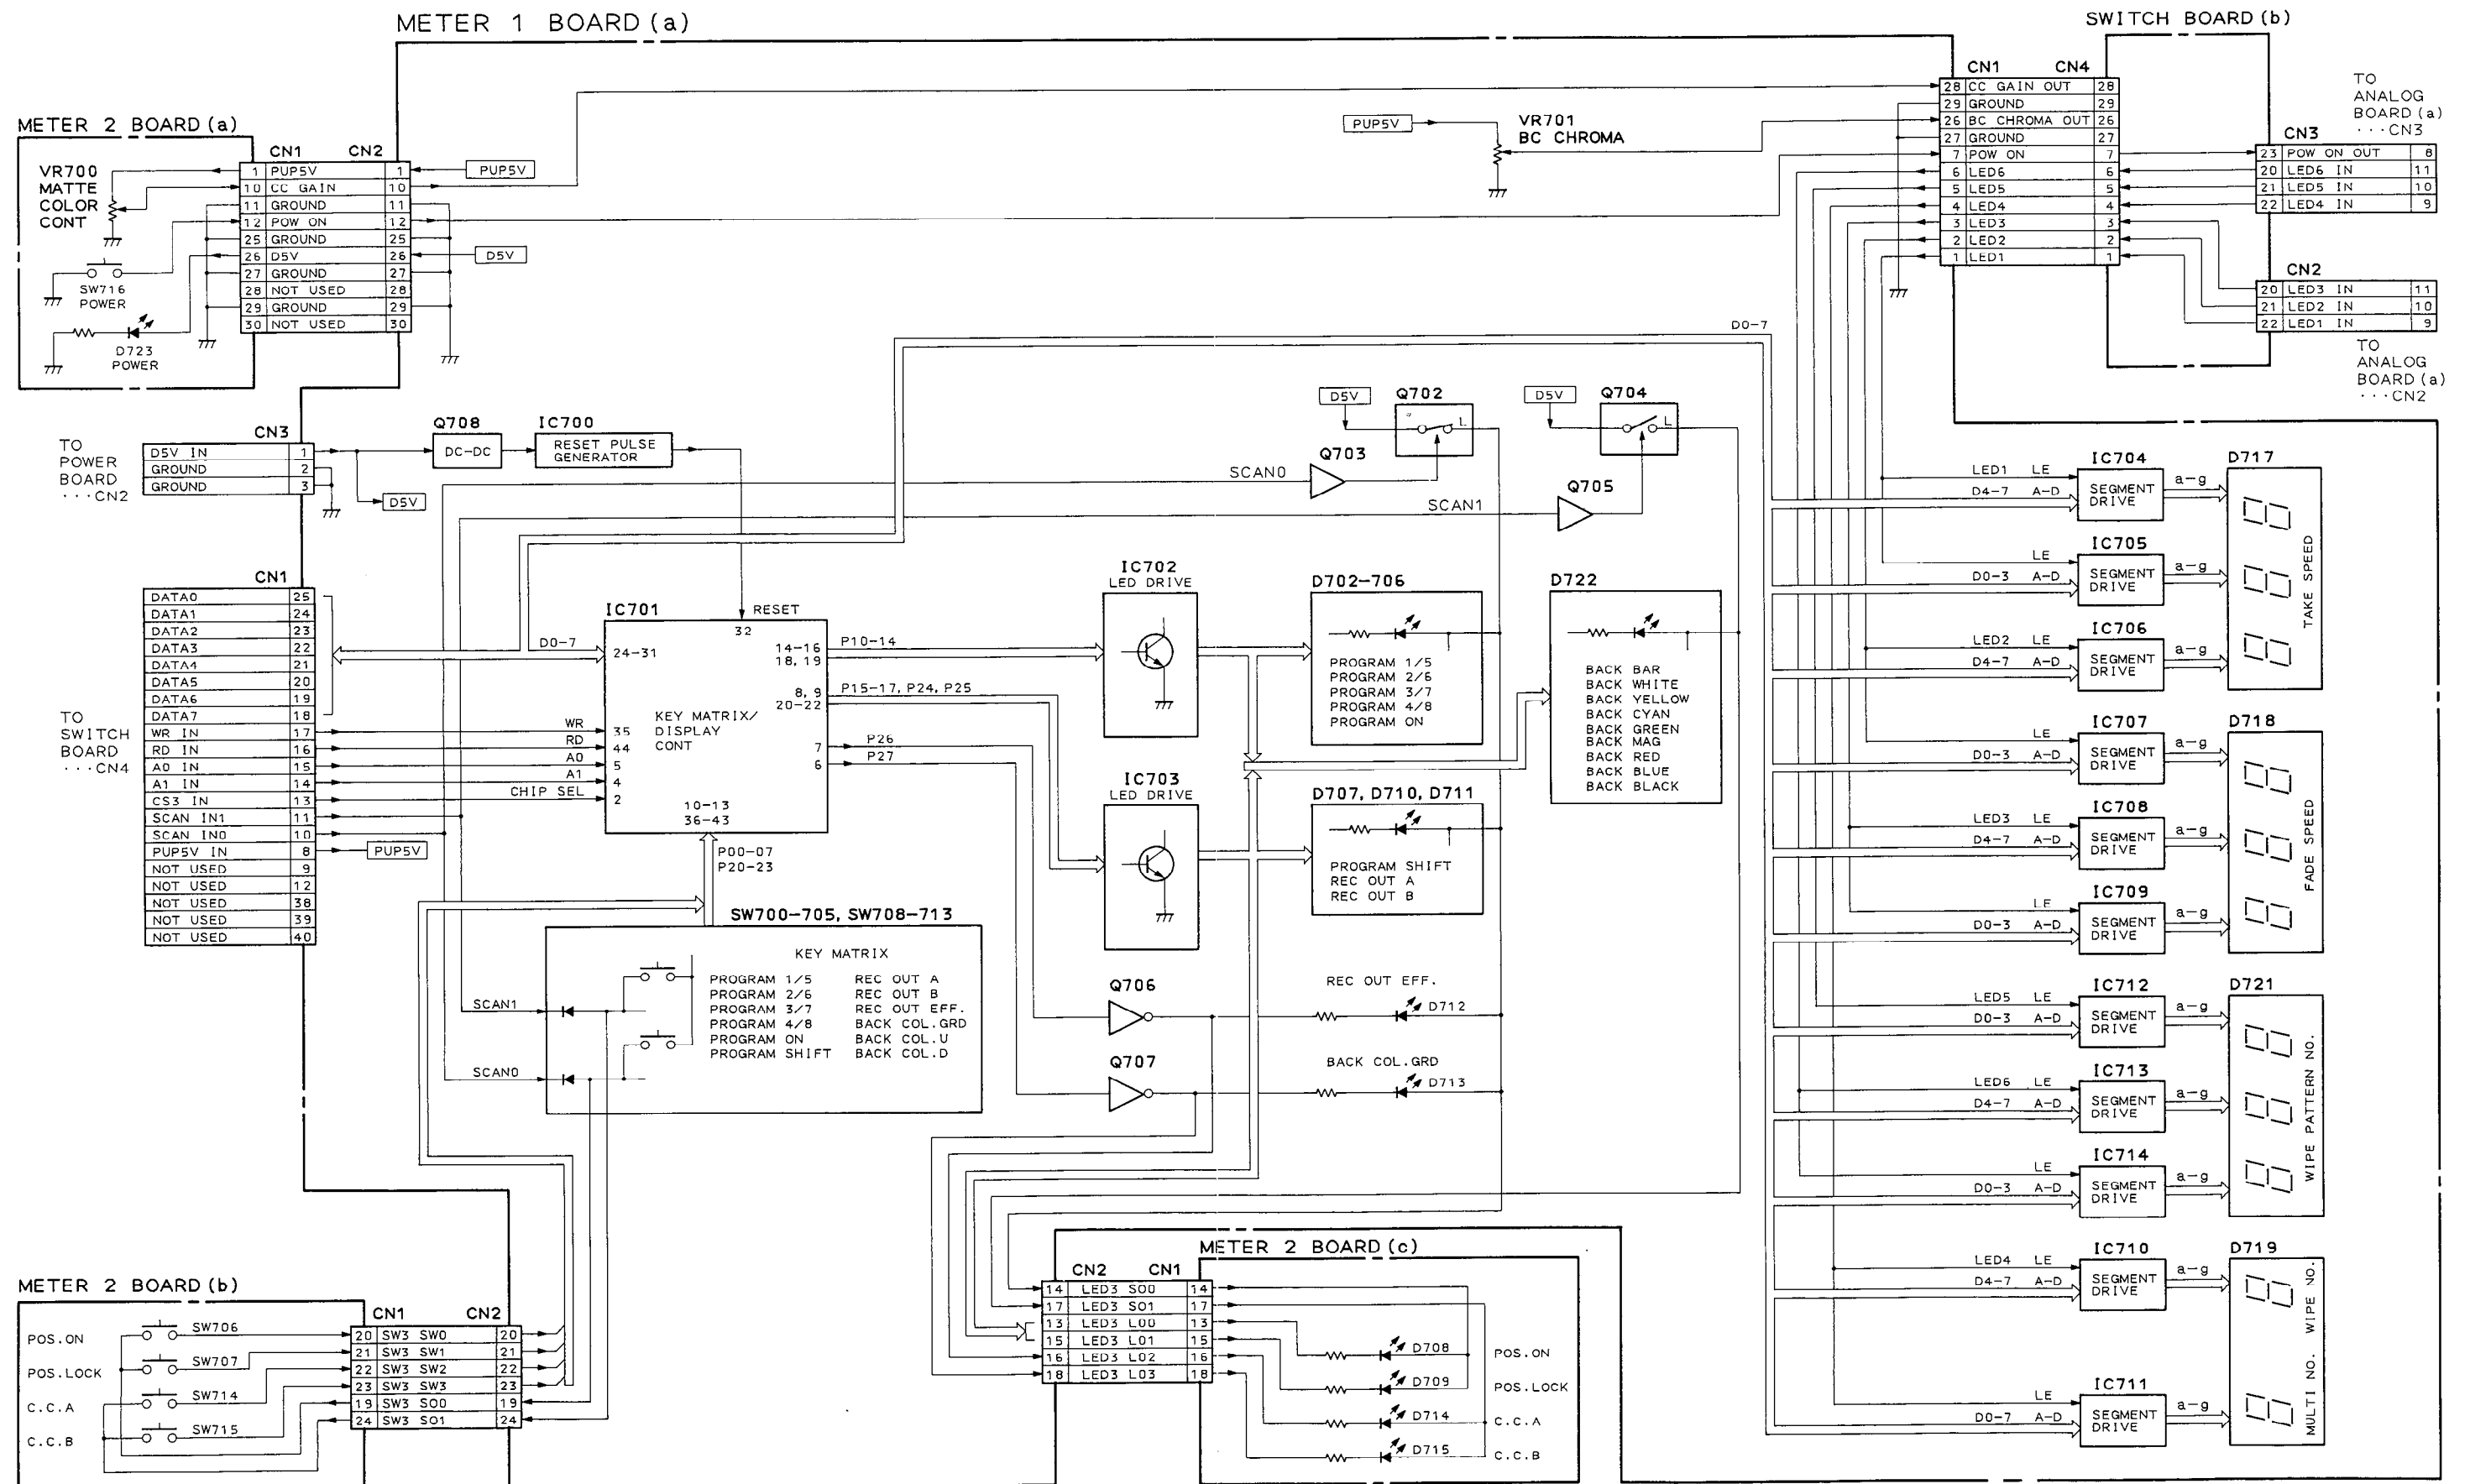 METER 1 BOARD(a)
SWITCH BOARD(b)
METER 2 BOARD(a)
VR700
MATTE
COLOR
CONT
SW716
POWER
D723
POWER
CN1 CN2
1 PUP5V 1
10 CC GAIN 10
11 GROUND 11
12 POW ON 12
25 GROUND 25
26 D5V 26
27 GROUND 27
28 NOT USED 28
29 GROUND 29
30 NOT USED 30
PUP5V
D5V
PUP5V
VR701
BC CHROMA
CN1 CN4
28 CC GAIN OUT 28
29 GROUND 29
26 BC CHROMA OUT 26
27 GROUND 27
7 POW ON 7
6 LED6 6
5 LED5 5
4 LED4 4
3 LED3 3
2 LED2 2
1 LED1 1
TO
ANALOG
BOARD(a)
···CN3
CN3
23 POW ON OUT 8
20 LED6 IN 11
21 LED5 IN 10
22 LED4 IN 9
CN2
20 LED3 IN 11
21 LED2 IN 10
22 LED1 IN 9
TO
ANALOG
BOARD(a)
···CN2
D0-7
TO
POWER
BOARD
···CN2
CN3
D5V IN 1
GROUND 2
GROUND 3
D5V
Q708
DC-DC
IC700
RESET PULSE
GENERATOR
D5V
Q702
L
Q703
SCAN0
D5V
Q704
L
Q705
SCAN1
TO
SWITCH
BOARD
···CN4
CN1
DATA0 25
DATA1 24
DATA2 23
DATA3 22
DATA4 21
DATA5 20
DATA6 19
DATA7 18
WR IN 17
RD IN 16
A0 IN 15
A1 IN 14
CS3 IN 13
SCAN IN1 11
SCAN IN0 10
PUP5V IN 8
NOT USED 9
NOT USED 12
NOT USED 38
NOT USED 39
NOT USED 40
PUP5V
D0-7
WR
RD
A0
A1
CHIP SEL
IC701
RESET
32
24-31
14-16
18, 19
8, 9
20-22
KEY MATRIX/
DISPLAY
CONT
35
44
5
4
2
7
6
10-13
36-43
P10-14
P15-17, P24, P25
P26
P27
P00-07
P20-23
IC702
LED DRIVE
IC703
LED DRIVE
D702-706
PROGRAM 1/5
PROGRAM 2/6
PROGRAM 3/7
PROGRAM 4/8
PROGRAM ON
D707, D710, D711
PROGRAM SHIFT
REC OUT A
REC OUT B
D722
BACK BAR
BACK WHITE
BACK YELLOW
BACK CYAN
BACK GREEN
BACK MAG
BACK RED
BACK BLUE
BACK BLACK
SW700-705, SW708-713
KEY MATRIX
PROGRAM 1/5 REC OUT A
PROGRAM 2/6 REC OUT B
PROGRAM 3/7 REC OUT EFF.
PROGRAM 4/8 BACK COL.GRD
PROGRAM ON BACK COL.U
PROGRAM SHIFT BACK COL.D
SCAN1
SCAN0
Q706
REC OUT EFF.
D712
Q707
BACK COL.GRD
D713
LED1 LE
D4-7 A-D
IC704
SEGMENT
DRIVE
a-g
D717
TAKE SPEED
LE
D0-3 A-D
IC705
SEGMENT
DRIVE
a-g
LED2 LE
D4-7 A-D
IC706
SEGMENT
DRIVE
a-g
LE
D0-3 A-D
IC707
SEGMENT
DRIVE
a-g
D718
FADE SPEED
LED3 LE
D4-7 A-D
IC708
SEGMENT
DRIVE
a-g
LE
D0-3 A-D
IC709
SEGMENT
DRIVE
a-g
LED5 LE
D0-3 A-D
IC712
SEGMENT
DRIVE
a-g
D721
WIPE PATTERN NO.
LED6 LE
D4-7 A-D
IC713
SEGMENT
DRIVE
a-g
LE
D0-3 A-D
IC714
SEGMENT
DRIVE
a-g
LED4 LE
D4-7 A-D
IC710
SEGMENT
DRIVE
a-g
D719
MULTI NO. WIPE NO.
LE
D0-7 A-D
IC711
SEGMENT
DRIVE
a-g
METER 2 BOARD(b)
POS.ON
SW706
POS.LOCK
SW707
C.C.A
SW714
C.C.B
SW715
CN1 CN2
20 SW3 SW0 20
21 SW3 SW1 21
22 SW3 SW2 22
23 SW3 SW3 23
19 SW3 SO0 19
24 SW3 SO1 24
METER 2 BOARD(c)
CN2 CN1
14 LED3 SO0 14
17 LED3 SO1 17
13 LED3 LO0 13
15 LED3 LO1 15
16 LED3 LO2 16
18 LED3 LO3 18
D708 POS.ON
D709 POS.LOCK
D714 C.C.A
D715 C.C.B